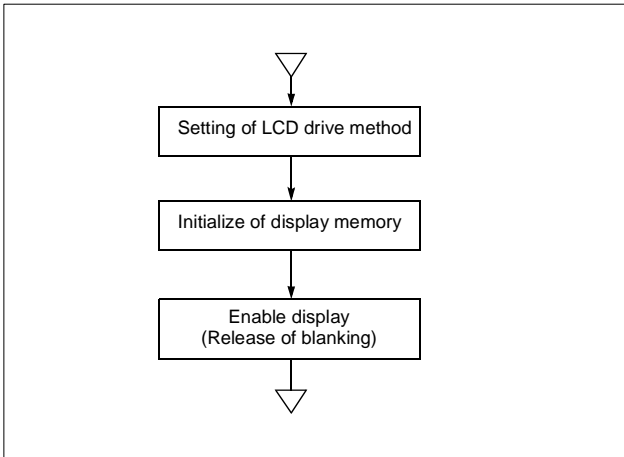 Setting of LCD drive method
Initialize of display memory
Enable display
(Release of blanking)